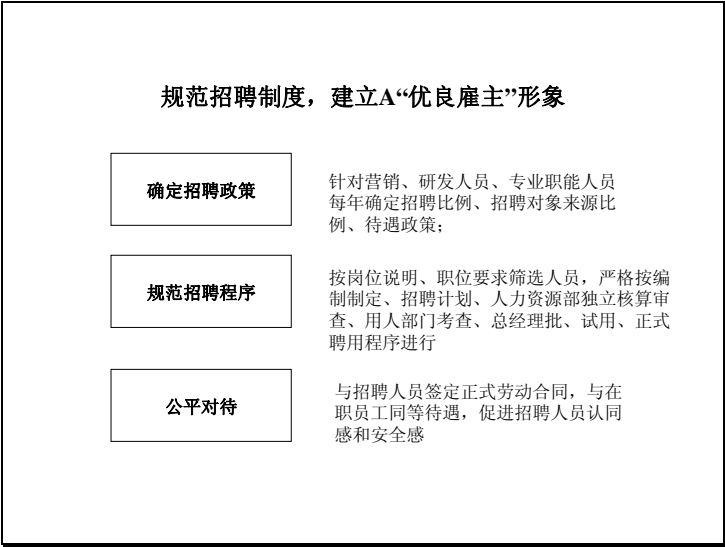 规范招聘制度，建立A“优良雇主”形象
确定招聘政策
针对营销、研发人员、专业职能人员
每年确定招聘比例、招聘对象来源比
例、待遇政策；
规范招聘程序
按岗位说明、职位要求筛选人员，严格按编
制制定、招聘计划、人力资源部独立核算审
查、用人部门考查、总经理批、试用、正式
聘用程序进行
公平对待
与招聘人员签定正式劳动合同，与在
职员工同等待遇，促进招聘人员认同
感和安全感